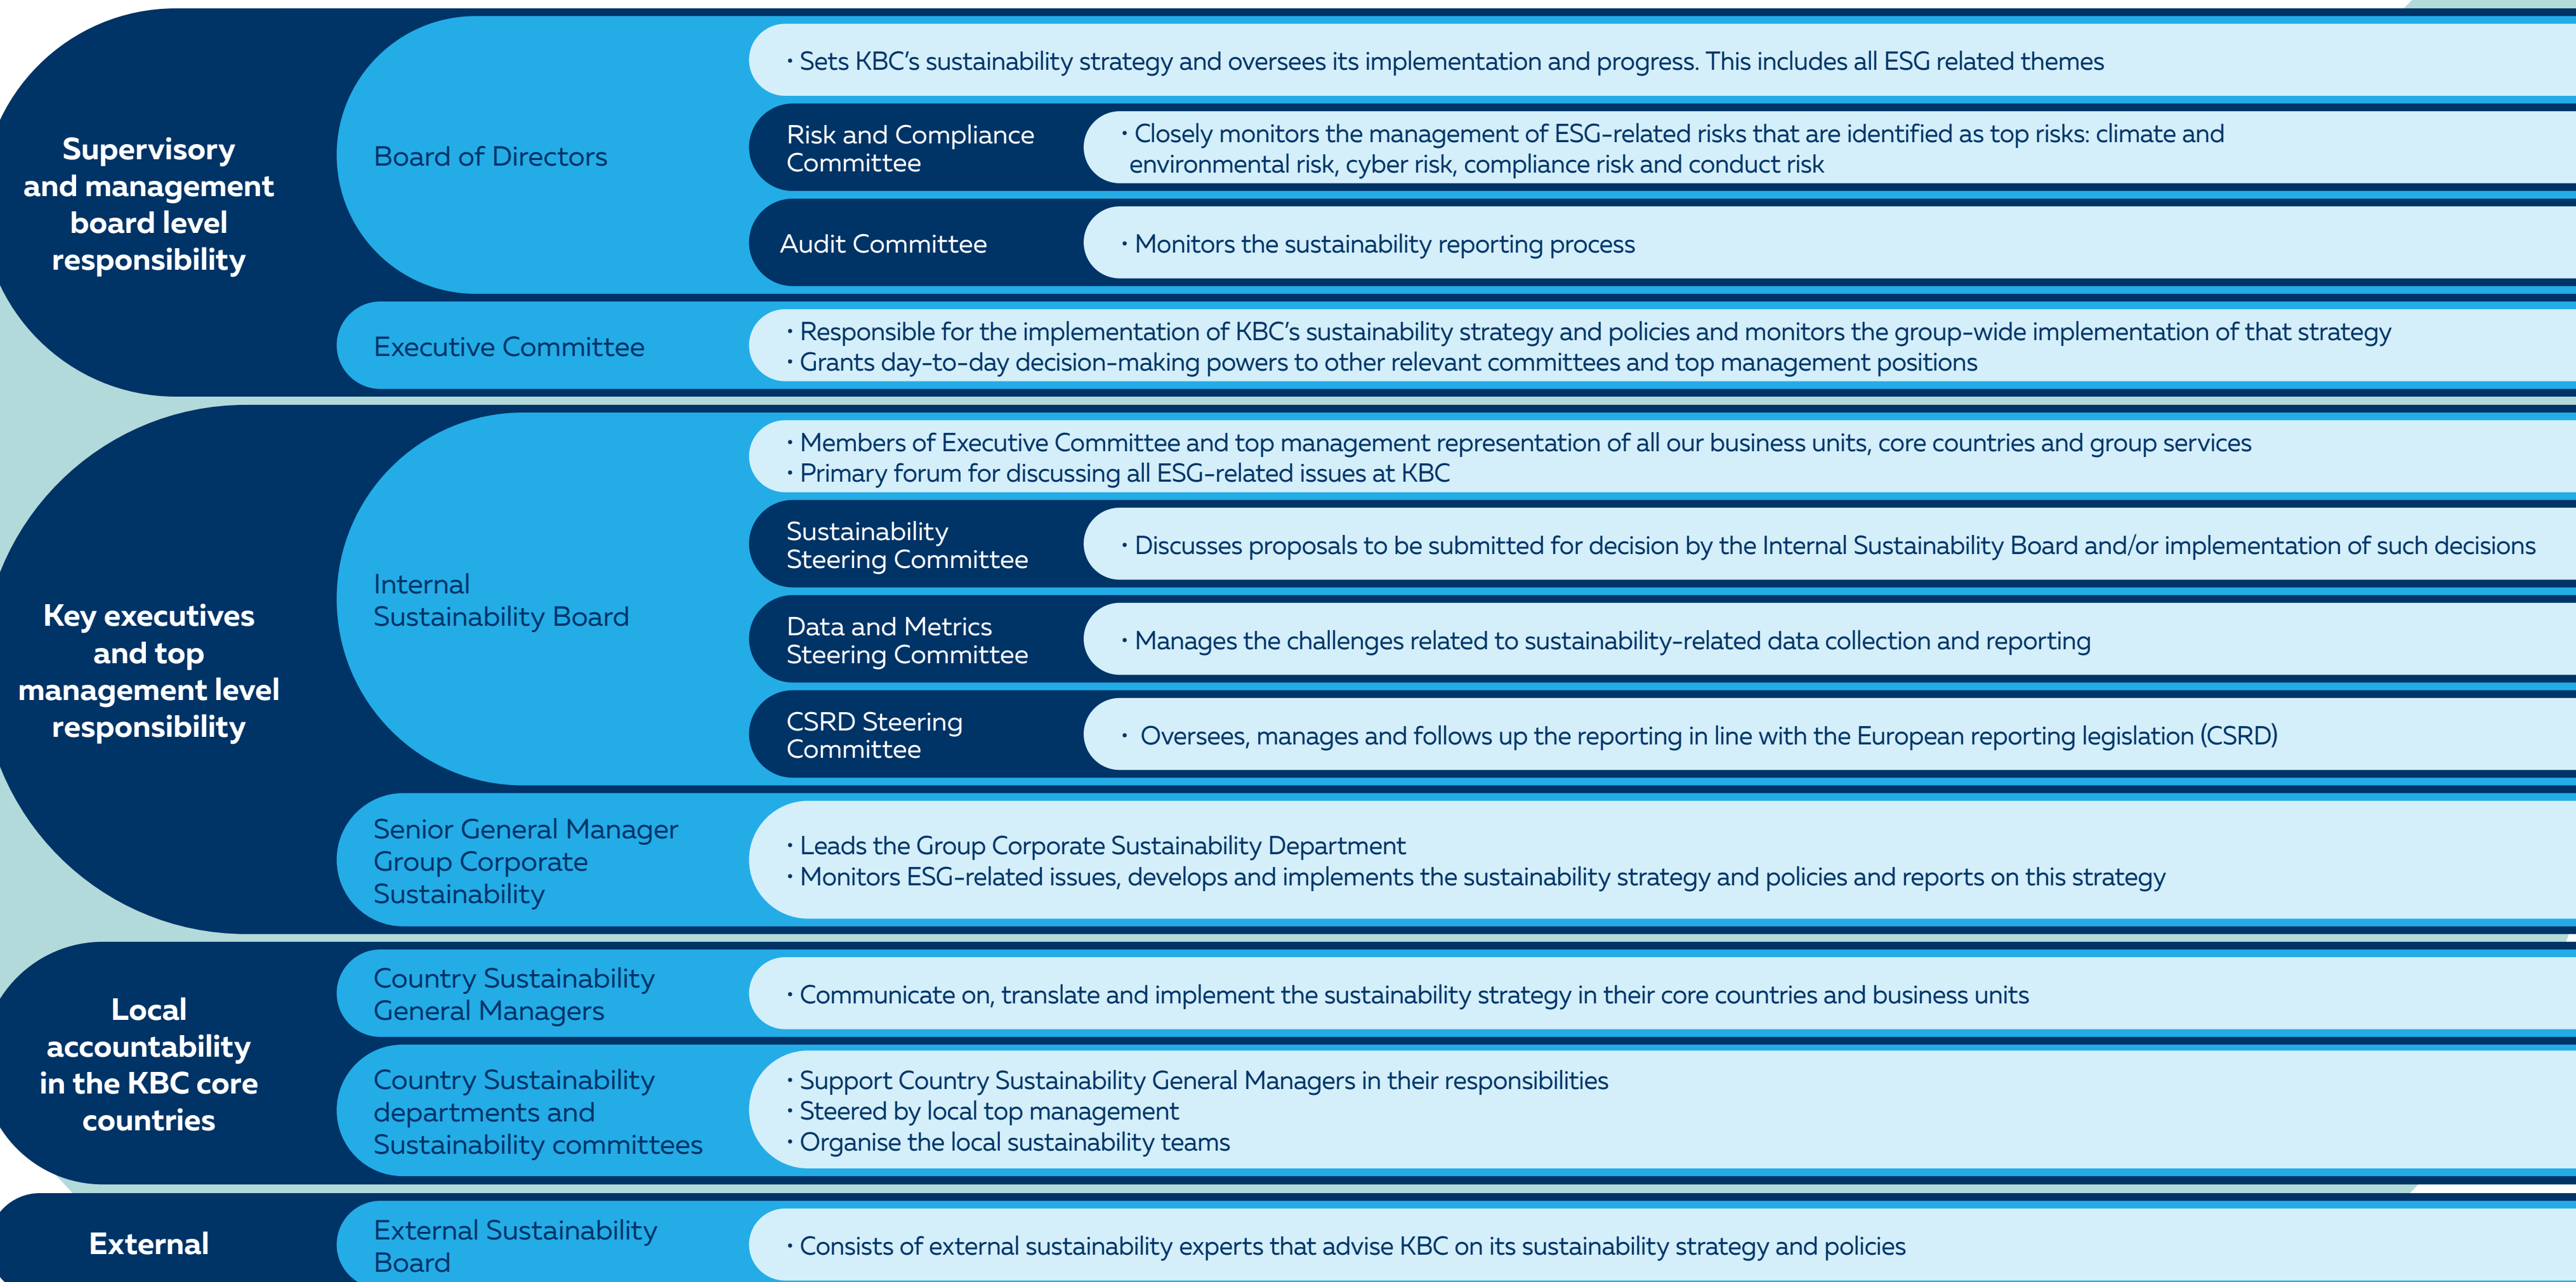 Supervisory
and management
board level
responsibility
Board of Directors
· Sets KBC’s sustainability strategy and oversees its implementation and progress. This includes all ESG related themes
Risk and Compliance
Committee
· Closely monitors the management of ESG-related risks that are identified as top risks: climate and
environmental risk, cyber risk, compliance risk and conduct risk
Audit Committee
· Monitors the sustainability reporting process
Executive Committee
· Responsible for the implementation of KBC’s sustainability strategy and policies and monitors the group-wide implementation of that strategy
· Grants day-to-day decision-making powers to other relevant committees and top management positions
Key executives
and top
management level
responsibility
Internal
Sustainability Board
· Members of Executive Committee and top management representation of all our business units, core countries and group services
· Primary forum for discussing all ESG-related issues at KBC
Sustainability
Steering Committee
· Discusses proposals to be submitted for decision by the Internal Sustainability Board and/or implementation of such decisions
Data and Metrics
Steering Committee
· Manages the challenges related to sustainability-related data collection and reporting
CSRD Steering
Committee
· Oversees, manages and follows up the reporting in line with the European reporting legislation (CSRD)
Senior General Manager
Group Corporate
Sustainability
· Leads the Group Corporate Sustainability Department
· Monitors ESG-related issues, develops and implements the sustainability strategy and policies and reports on this strategy
Local
accountability
in the KBC core
countries
Country Sustainability
General Managers
· Communicate on, translate and implement the sustainability strategy in their core countries and business units
Country Sustainability
departments and
Sustainability committees
· Support Country Sustainability General Managers in their responsibilities
· Steered by local top management
· Organise the local sustainability teams
External
External Sustainability
Board
· Consists of external sustainability experts that advise KBC on its sustainability strategy and policies